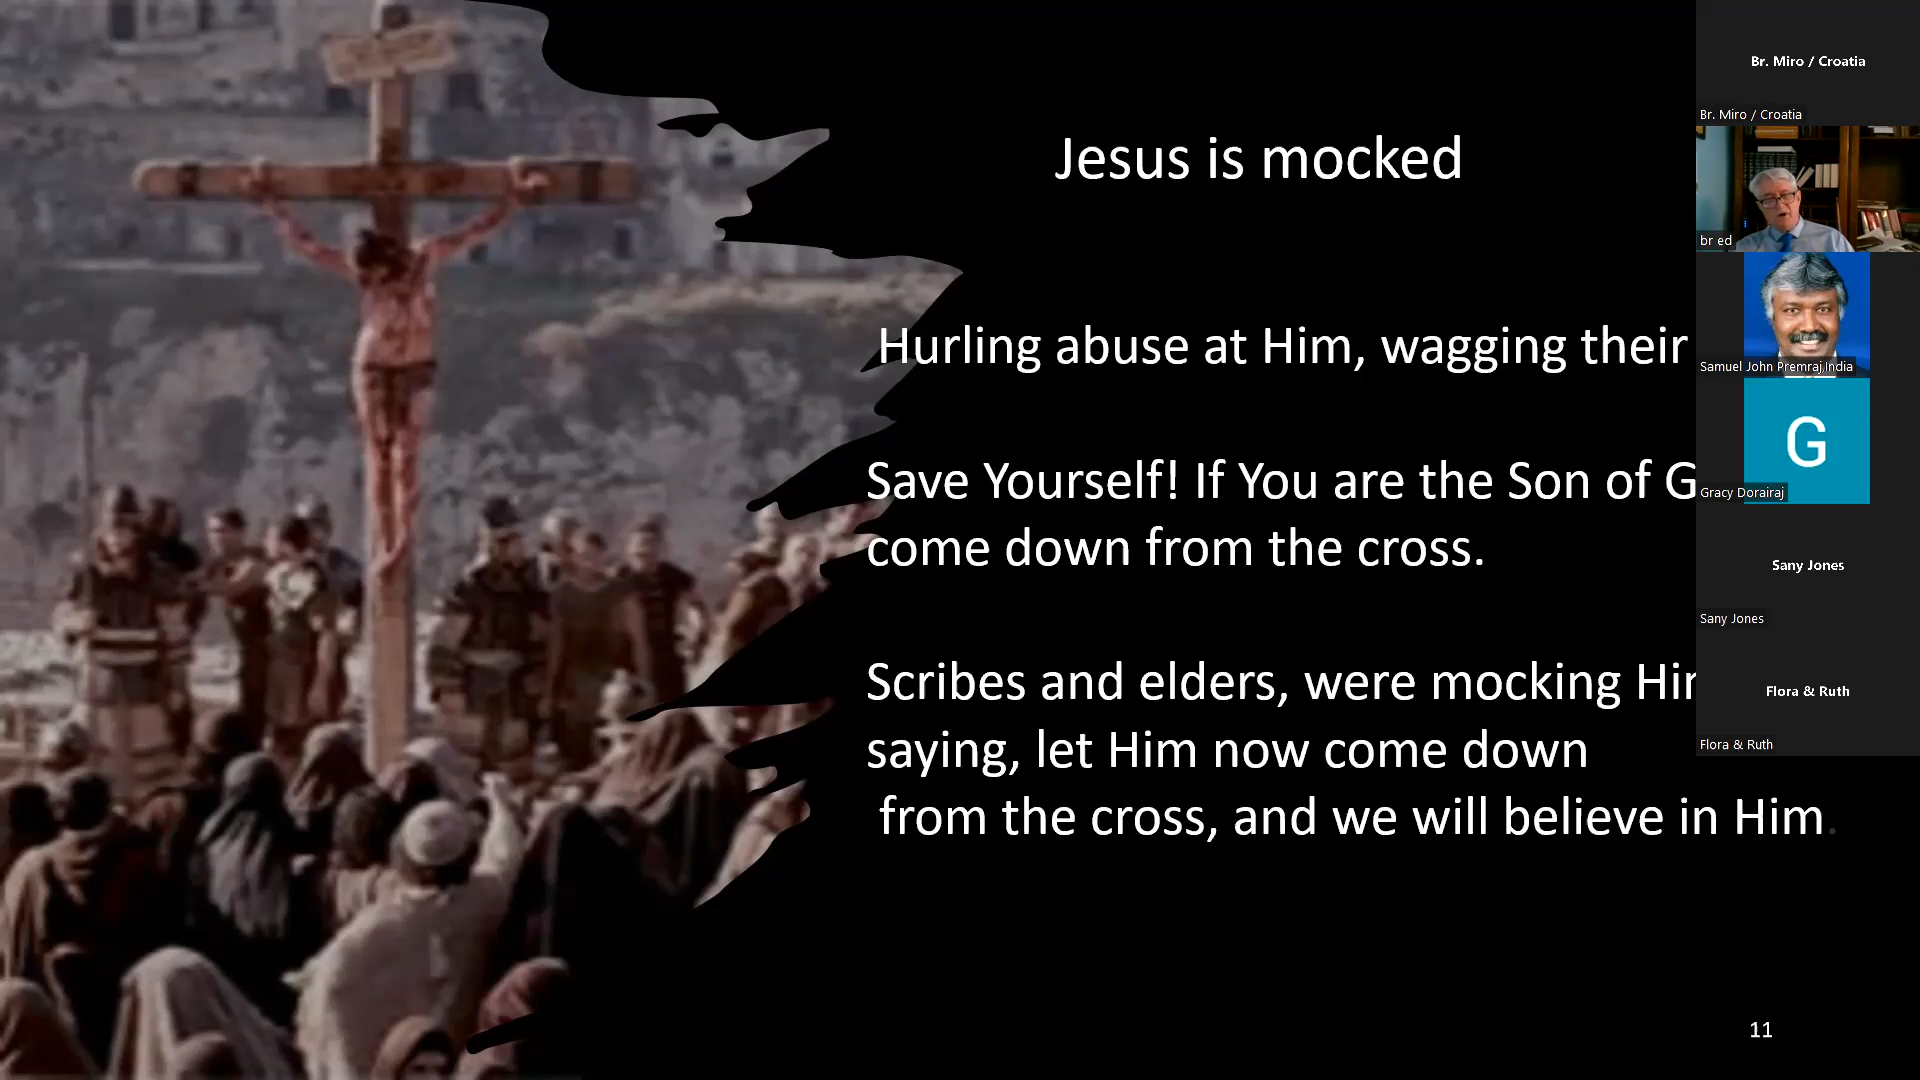 Jesus is mocked
Hurling abuse at Him, wagging their
Save Yourself! If You are the Son of G
come down from the cross.
Scribes and elders, were mocking Hi
saying, let Him now come down
from the cross, and we will believe in Him.
11
Br. Miro / Croatia
Br. Miro / Croatia
br ed
Samuel John Premraj,India
G
Gracy Dorairaj
Sany Jones
Sany Jones
Flora & Ruth
Flora & Ruth